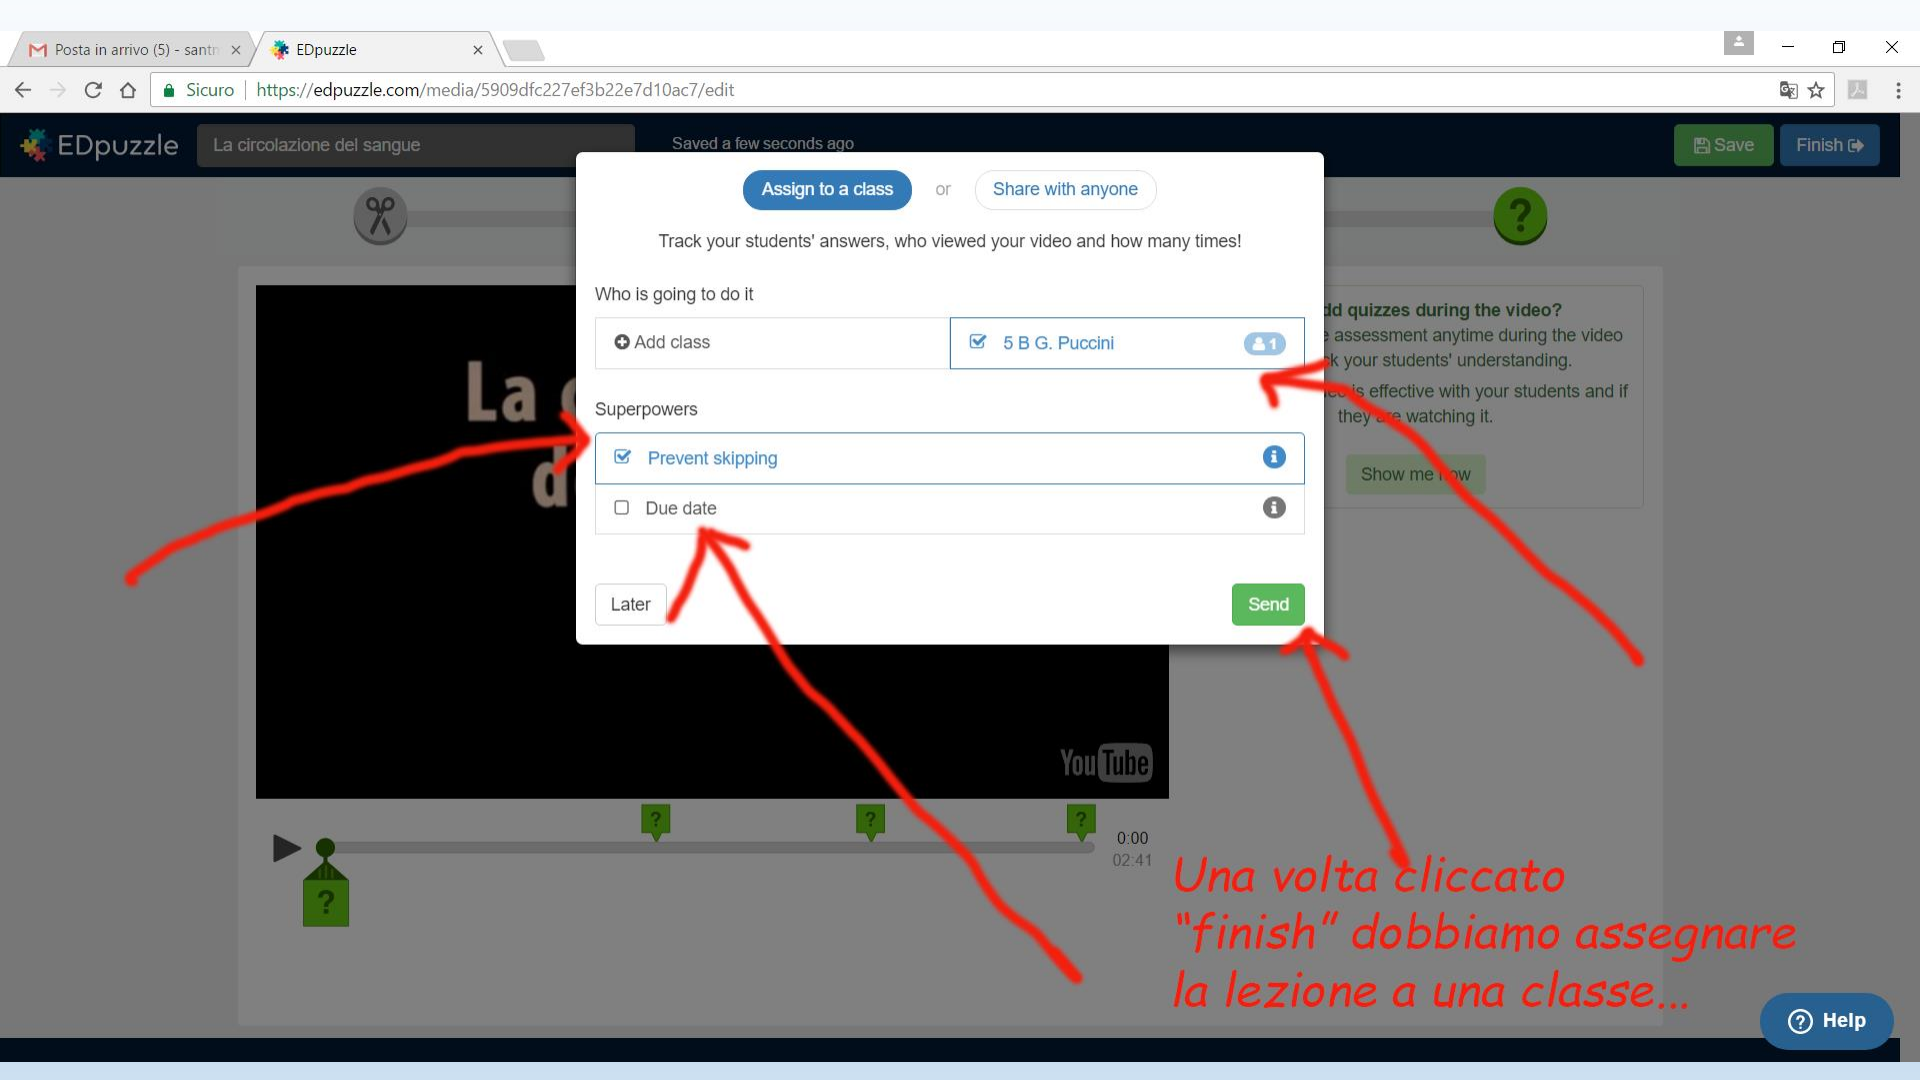 Posta in arrivo (5) - santn
EDpuzzle
Sicuro
https://edpuzzle.com/media/5909dfc227ef3b22e7d10ac7/edit
EDpuzzle
La circolazione del sangue
Saved a few seconds ago
Save
Finish
Assign to a class
or
Share with anyone
Track your students' answers, who viewed your video and how many times!
Who is going to do it
Add class
5 B G. Puccini
1
Superpowers
Prevent skipping
Due date
Later
Send
La
dd quizzes during the video?
assessment anytime during the video
k your students' understanding.
is effective with your students and if
they are watching it.
Show me how
YouTube
?
?
?
?
?
0:00
02:41
Una volta cliccato
“finish” dobbiamo assegnare
la lezione a una classe...
Help